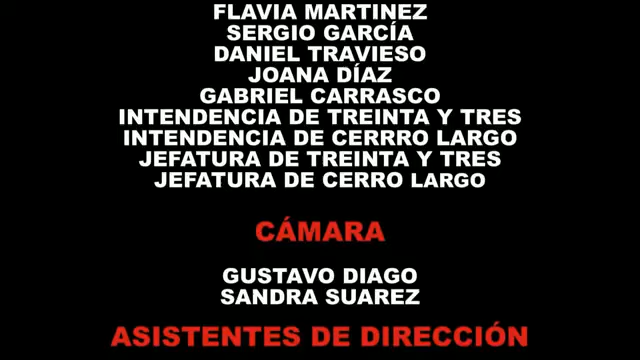 FLAVIA MARTINEZ
SERGIO GARCÍA
DANIEL TRAVIESO
JOANA DÍAZ
GABRIEL CARRASCO
INTENDENCIA DE TREINTA Y TRES
INTENDENCIA DE CERRRO LARGO
JEFATURA DE TREINTA Y TRES
JEFATURA DE CERRO LARGO
CÁMARA
GUSTAVO DIAGO
SANDRA SUAREZ
ASISTENTES DE DIRECCIÓN